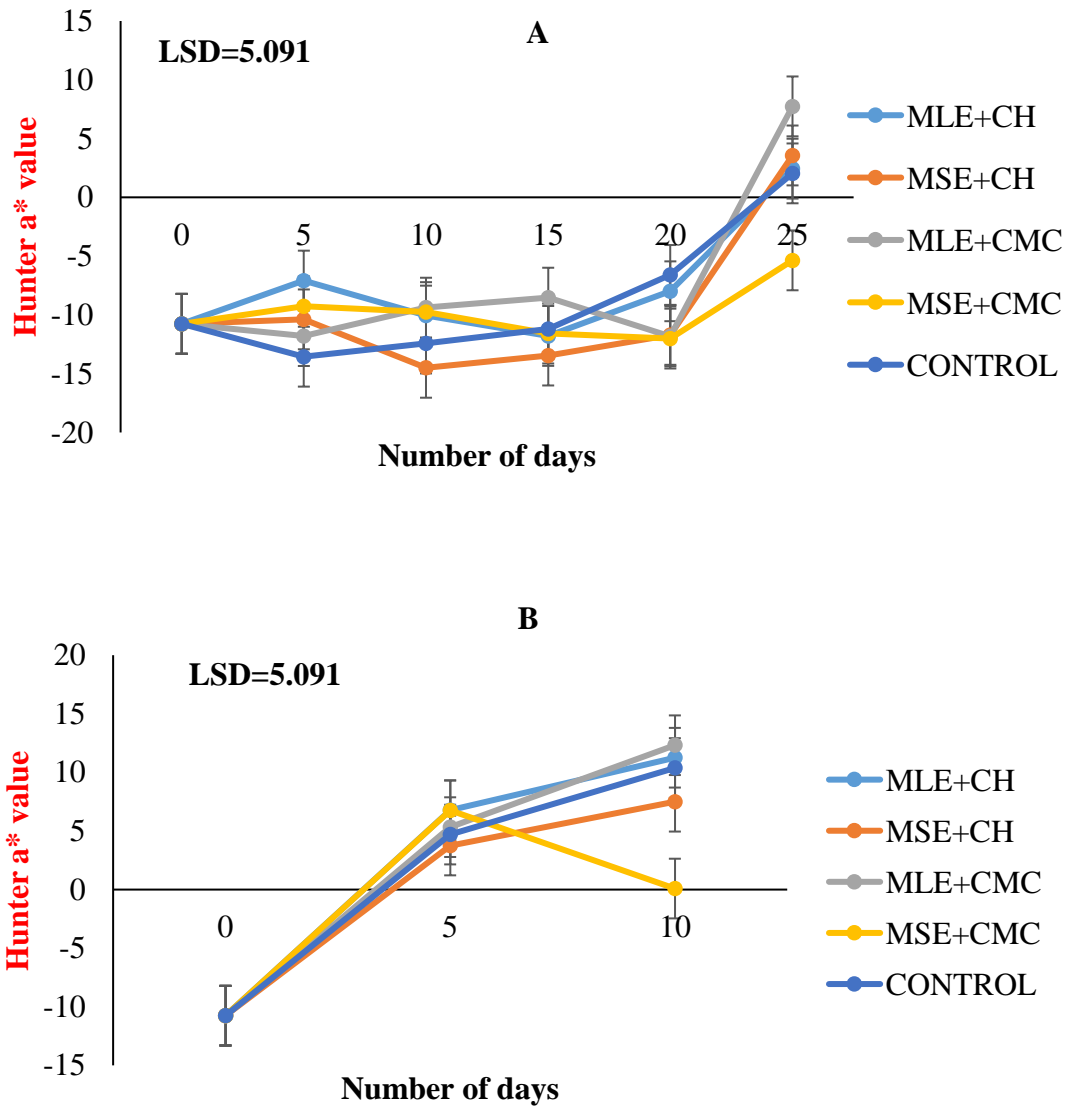 A
LSD=5.091
15
10
5
0
-5
-10
-15
-20
Hunter a* value
0 5 10 15 20 25
Number of days
MLE+CH
MSE+CH
MLE+CMC
MSE+CMC
CONTROL
B
LSD=5.091
20
15
10
5
0
-5
-10
-15
Hunter a* value
0 5 10
Number of days
MLE+CH
MSE+CH
MLE+CMC
MSE+CMC
CONTROL